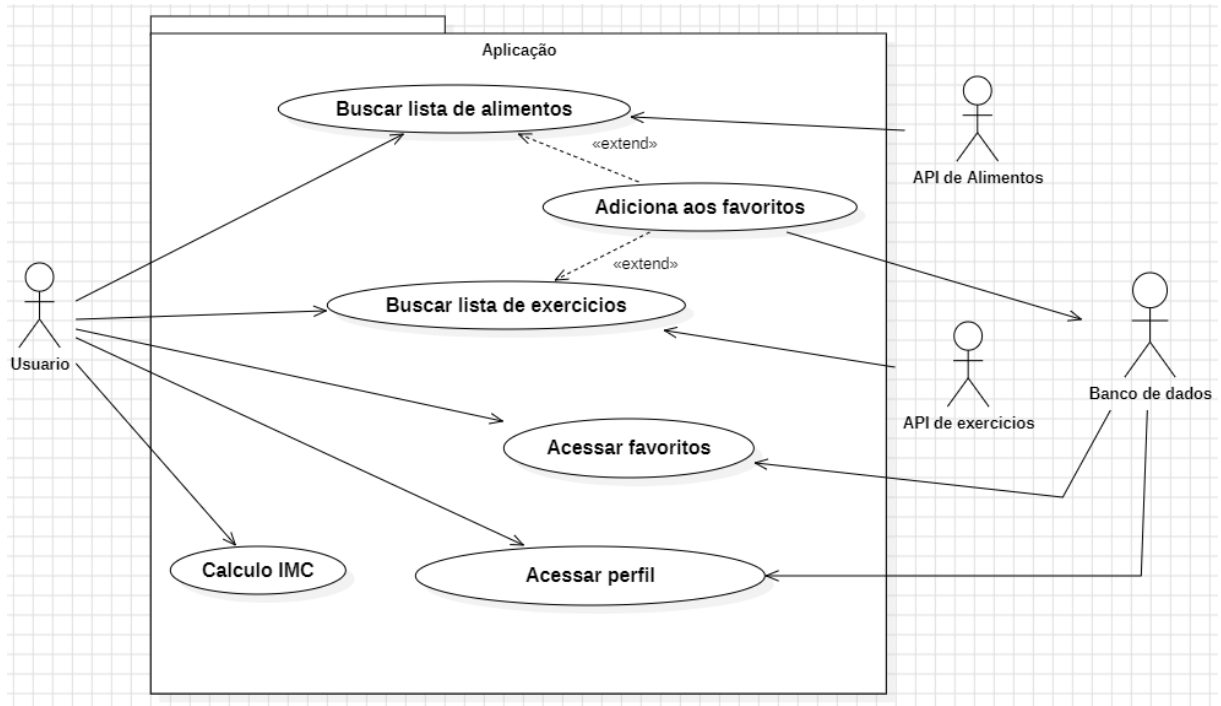 Aplicação
Buscar lista de alimentos
«extend»
API de Alimentos
Adiciona aos favoritos
«extend»
Buscar lista de exercicios
Usuario
Banco de dados
API de exercicios
Acessar favoritos
Calculo IMC
Acessar perfil